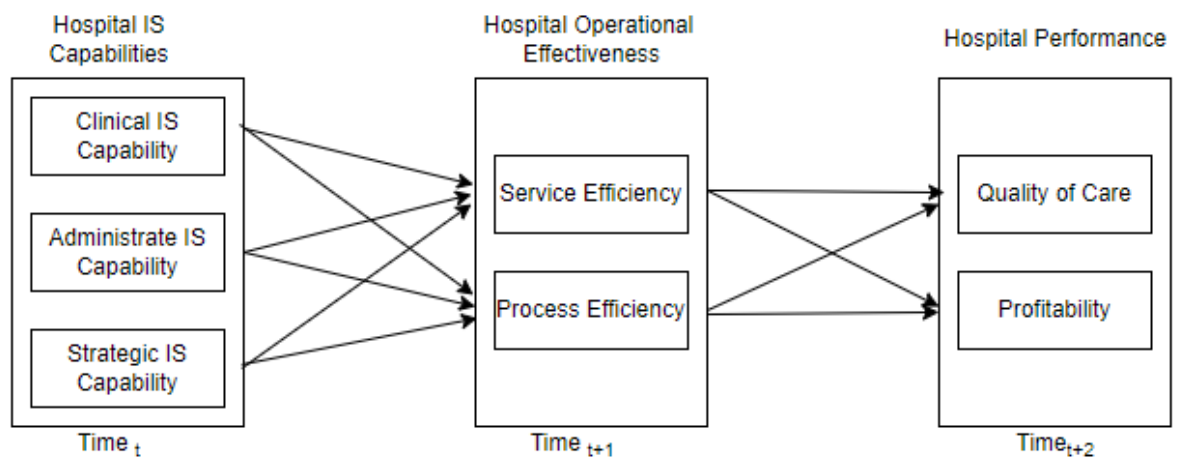 Hospital IS
Capabilities
Clinical IS
Capability
Administrate IS
Capability
Strategic IS
Capability
Time t
Hospital Operational
Effectiveness
Service Efficiency
Process Efficiency
Time t+1
Hospital Performance
Quality of Care
Profitability
Timet+2